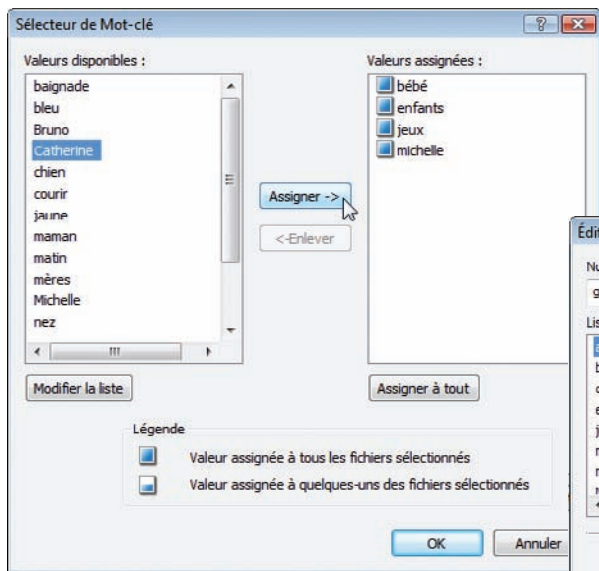 Sélecteur de Mot-clé
Valeurs disponibles :
baignade
bleu
Bruno
Catherine
chien
courir
jaune
maman
matin
mères
Michelle
nez
Modifier la liste
Assigner ->
<-Enlever
Valeurs assignées :
bébé
enfants
jeux
michelle
Assigner à tout
Légende
Valeur assignée à tous les fichiers sélectionnés
Valeur assignée à quelques-uns des fichiers sélectionnés
OK
Annuler